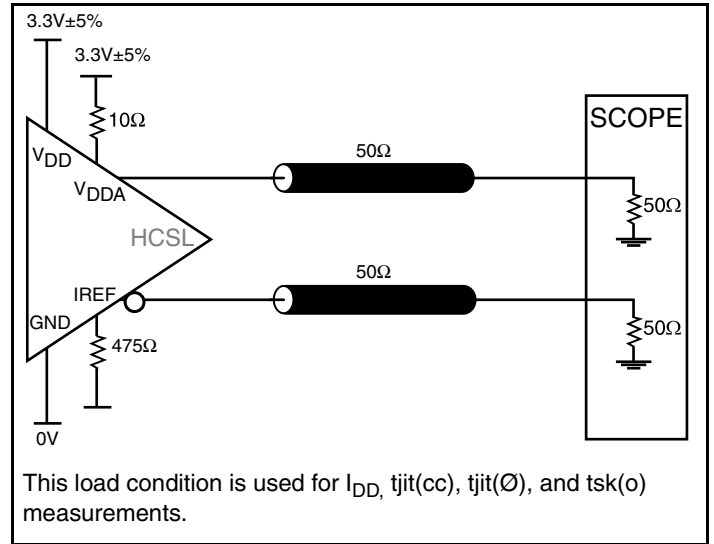 3.3V±5%
3.3V±5%
10Ω
SCOPE
50Ω
VDD
VDDA
50Ω
HCSL
50Ω
IREF
50Ω
GND
475Ω
0V
This load condition is used for IDD, tjit(cc), tjit(Ø), and tsk(o)
measurements.